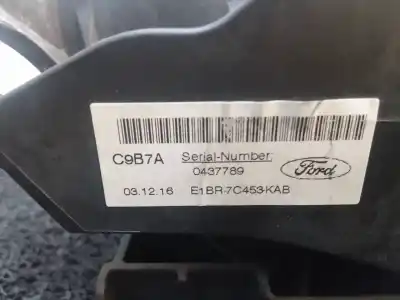 C9B7A Serial-Number:
0437789
Ford
03.12.16 E1BR-7C453-KAB